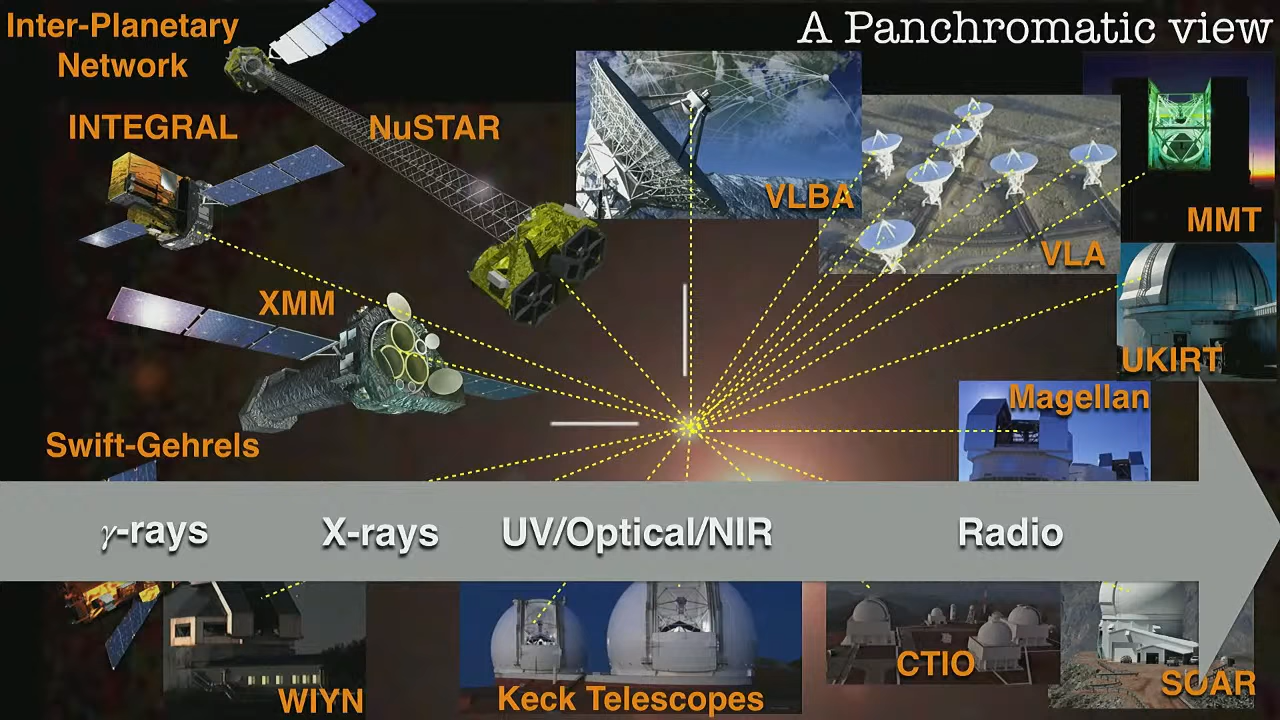 A Panchromatic view
Inter-Planetary
Network
INTEGRAL
NuSTAR
VLBA
VLA
MMT
XMM
UKIRT
Magellan
Swift-Gehrels
γ-rays
X-rays
UV/Optical/NIR
Radio
WIYN
Keck Telescopes
CTIO
SOAR